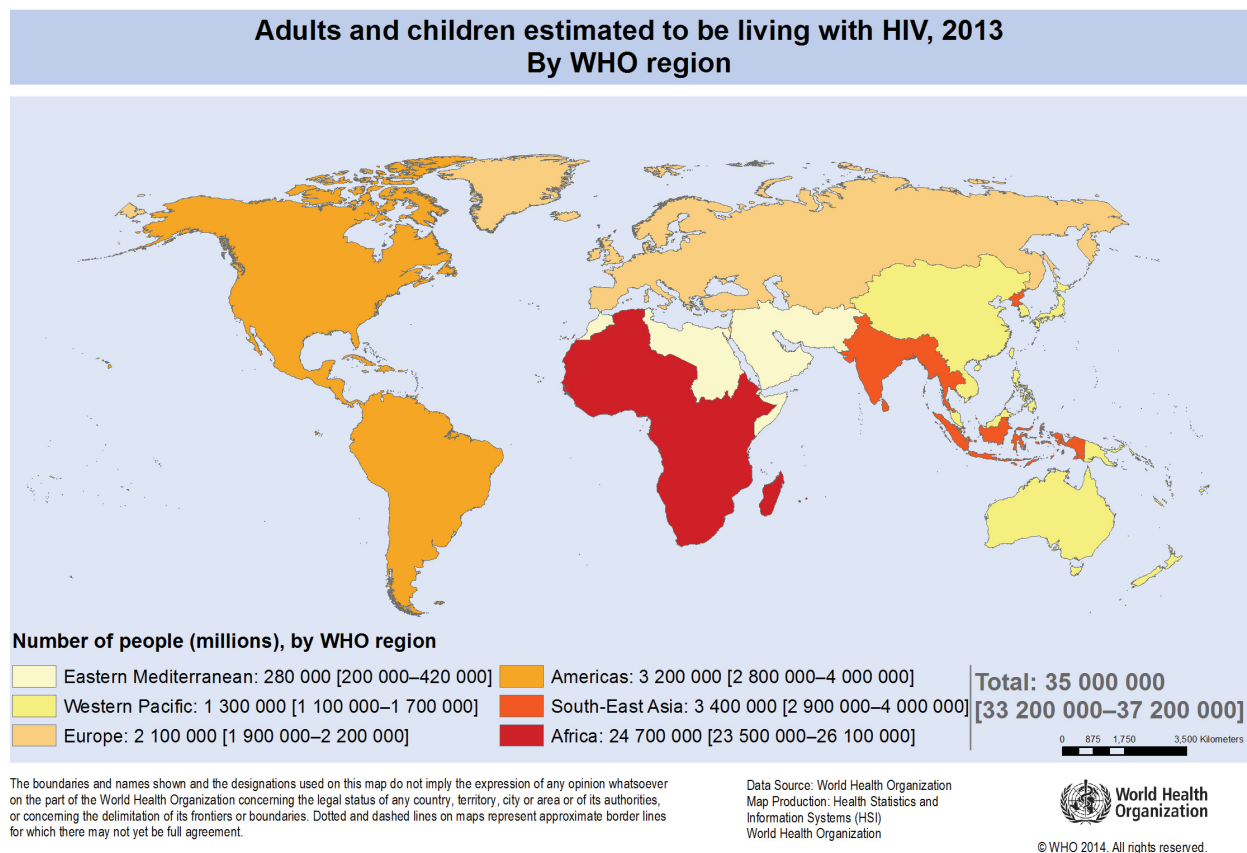 Adults and children estimated to be living with HIV, 2013
By WHO region
Number of people (millions), by WHO region
Eastern Mediterranean: 280 000 [200 000–420 000]
Western Pacific: 1 300 000 [1 100 000–1 700 000]
Europe: 2 100 000 [1 900 000–2 200 000]
Americas: 3 200 000 [2 800 000–4 000 000]
South-East Asia: 3 400 000 [2 900 000–4 000 000]
Africa: 24 700 000 [23 500 000–26 100 000]
Total: 35 000 000
[33 200 000–37 200 000]
0 875 1,750 3,500 Kilometers
The boundaries and names shown and the designations used on this map do not imply the expression of any opinion whatsoever
on the part of the World Health Organization concerning the legal status of any country, territory, city or area or of its authorities,
or concerning the delimitation of its frontiers or boundaries. Dotted and dashed lines on maps represent approximate border lines
for which there may not yet be full agreement.
Data Source: World Health Organization
Map Production: Health Statistics and
Information Systems (HSI)
World Health Organization
World Health
Organization
© WHO 2014. All rights reserved.